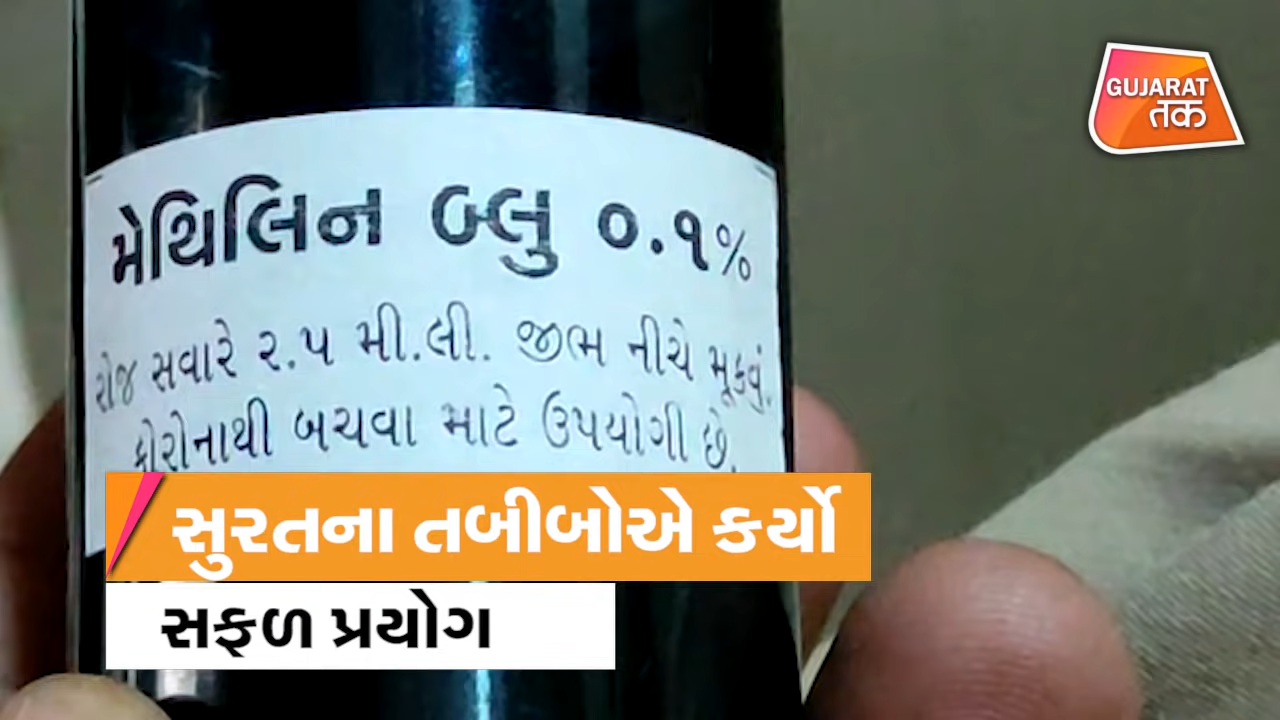 GUJARAT
तक
મેથિલિન બ્લુ ૦.૧%
રોજ સવારે ૨.૫ મી.લી. જીભ નીચે મૂકવું.
કોરોનાથી બચવા માટે ઉપયોગી છે.
સુરતના તબીબોએ કર્યો
સફળ પ્રયોગ